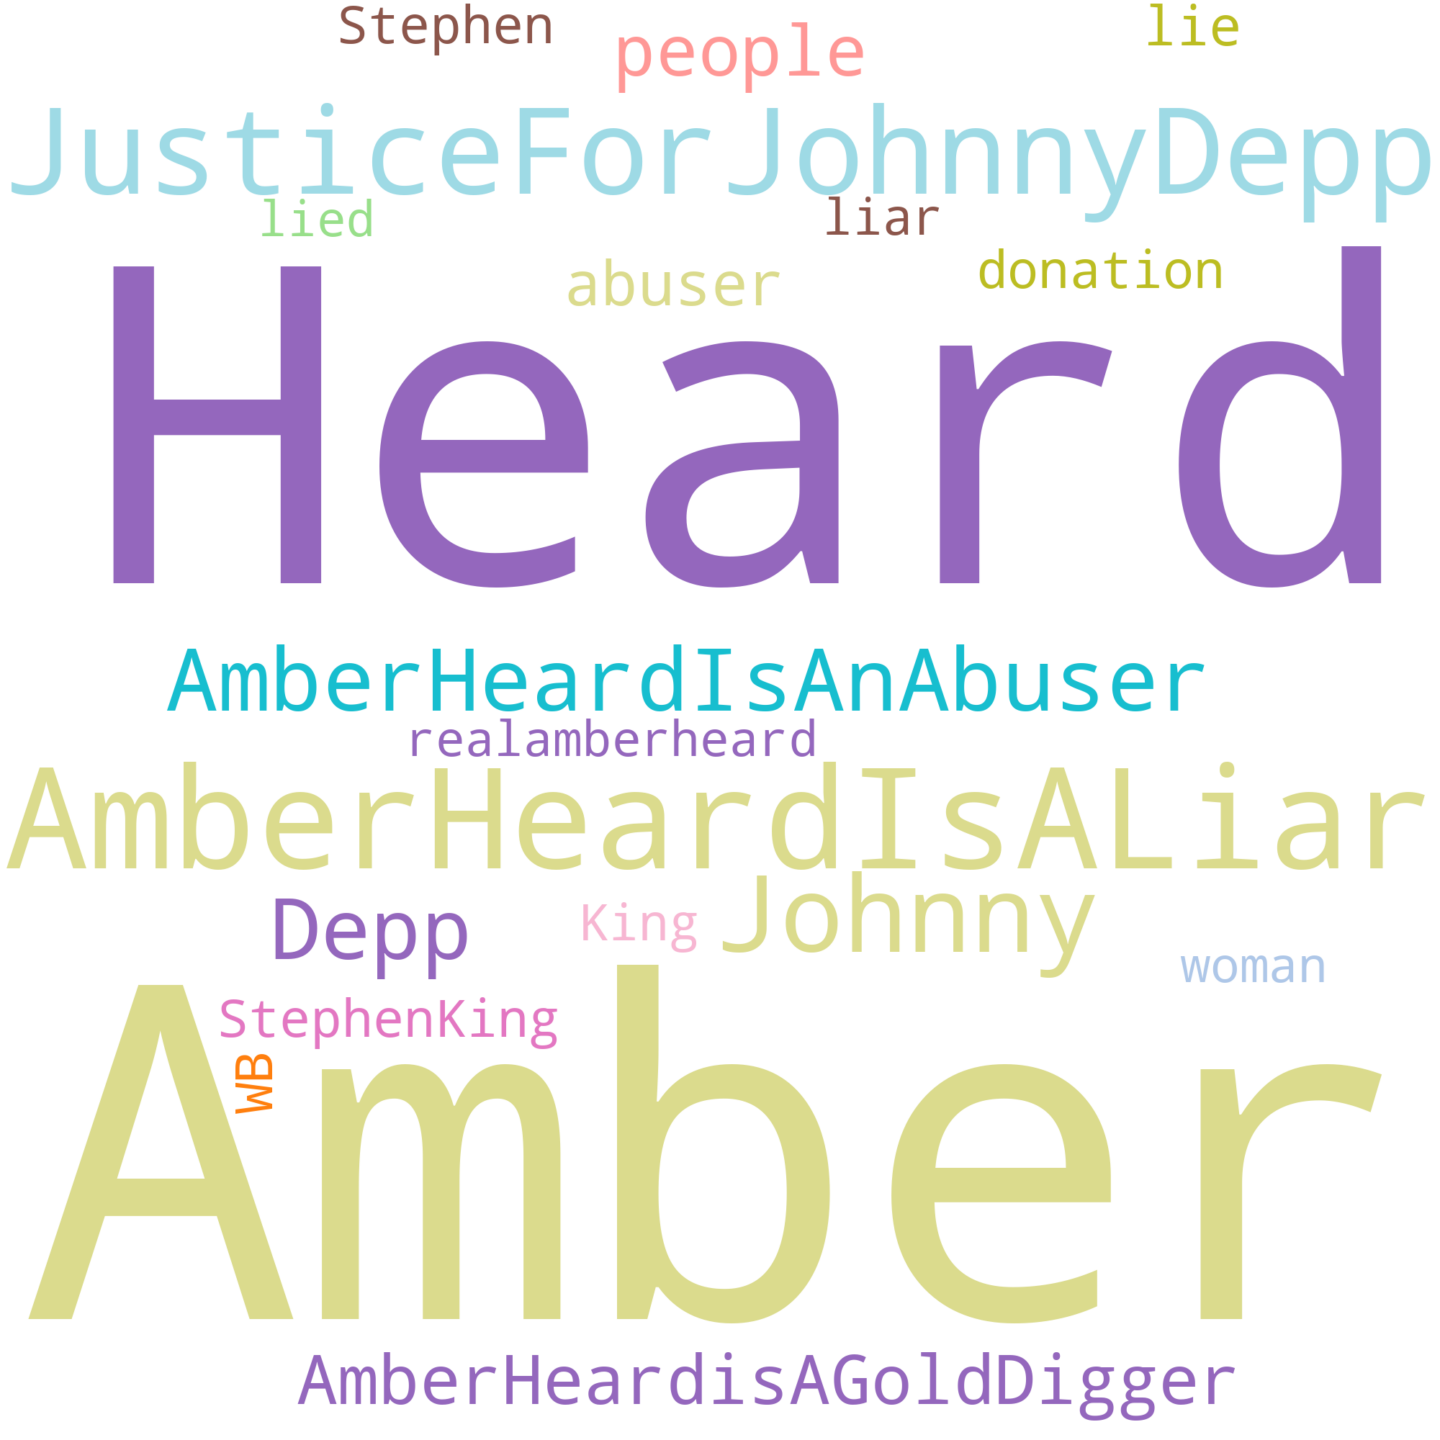 Stephen
people
lie
JusticeForJohnnyDepp
lied
liar
abuser
donation
Heard
AmberHeardIsAnAbuser
realamberheard
AmberHeardIsALiar
Depp
King
Johnny
woman
StephenKing
WB
Amber
AmberHeardisAGoldDigger